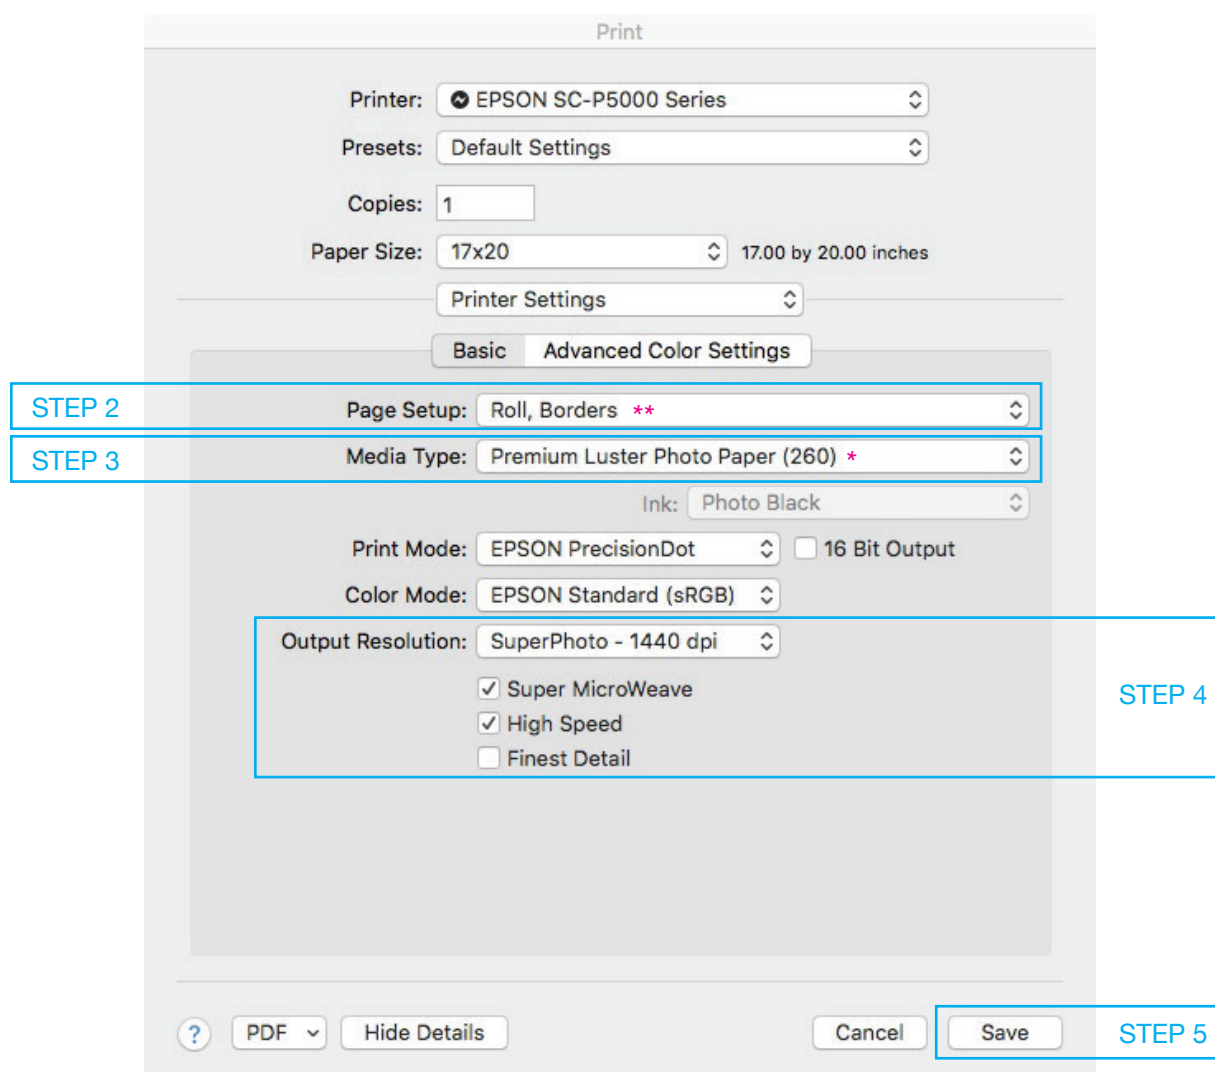 Print
Printer: EPSON SC-P5000 Series
Presets: Default Settings
Copies: 1
Paper Size: 17x20 17.00 by 20.00 inches
Printer Settings
Basic Advanced Color Settings
STEP 2 Page Setup: Roll, Borders **
STEP 3 Media Type: Premium Luster Photo Paper (260) *
Ink: Photo Black
Print Mode: EPSON PrecisionDot 16 Bit Output
Color Mode: EPSON Standard (sRGB)
Output Resolution: SuperPhoto - 1440 dpi
Super MicroWeave STEP 4
High Speed
Finest Detail
? PDF Hide Details Cancel Save STEP 5